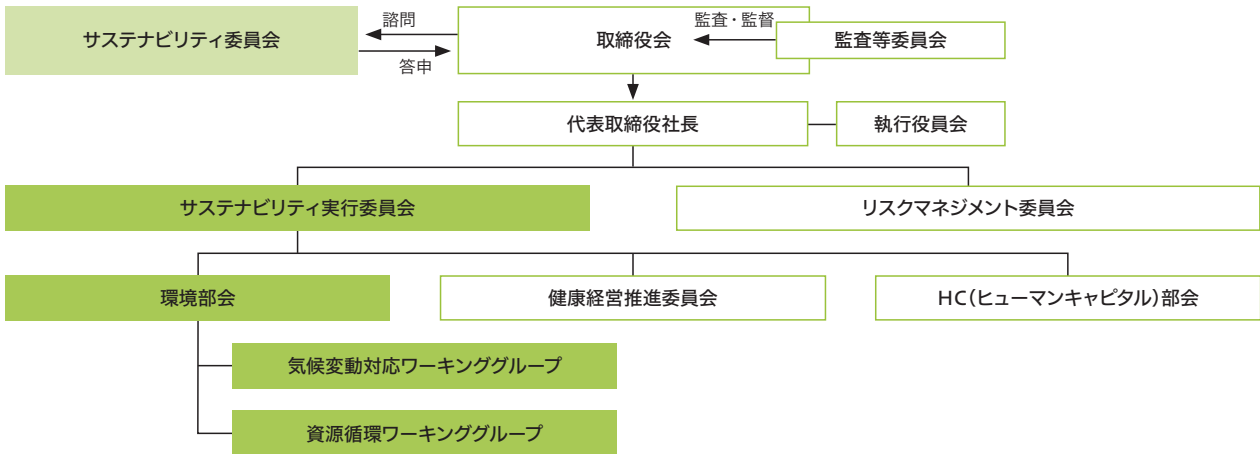 サステナビリティ委員会
諮問
答申
取締役会
監査・監督
監査等委員会
代表取締役社長
執行役員会
サステナビリティ実行委員会
リスクマネジメント委員会
環境部会
健康経営推進委員会
HC(ヒューマンキャピタル)部会
気候変動対応ワーキンググループ
資源循環ワーキンググループ